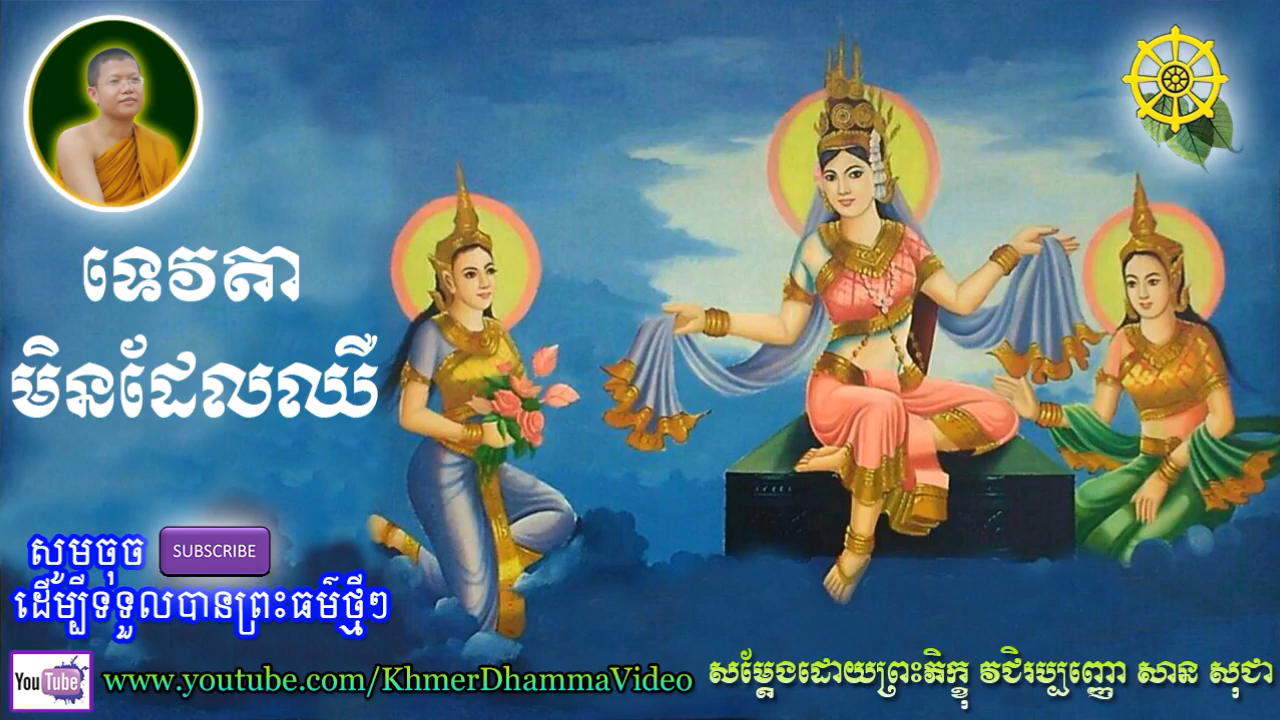 ទេវតា
មិនដែលឈឺ
សូមចុច SUBSCRIBE
ដើម្បីទទួលបានព្រះធម៌ថ្មីៗ
YouTube www.youtube.com/KhmerDhammaVideo
សម្តែងដោយព្រះភិក្ខុ វជិរប្បញ្ញោ សាន សុជា